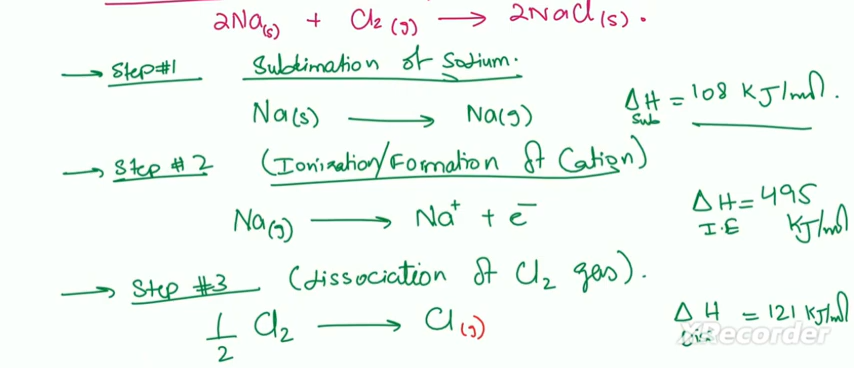 2Na(s) + Cl2(g) → 2NaCl(s).
→ Step#1 Sublimation of Sodium.
Na(s) → Na(g) ΔH Sub = 108 KJ/mol.
→ Step #2 (Ionization/Formation of Cation)
Na(g) → Na+ + e− ΔH I.E = 495 KJ/mol
→ Step #3 (dissociation of Cl2 gas).
1/2 Cl2 → Cl(g) ΔH = 121 KJ/mol
XRecorder